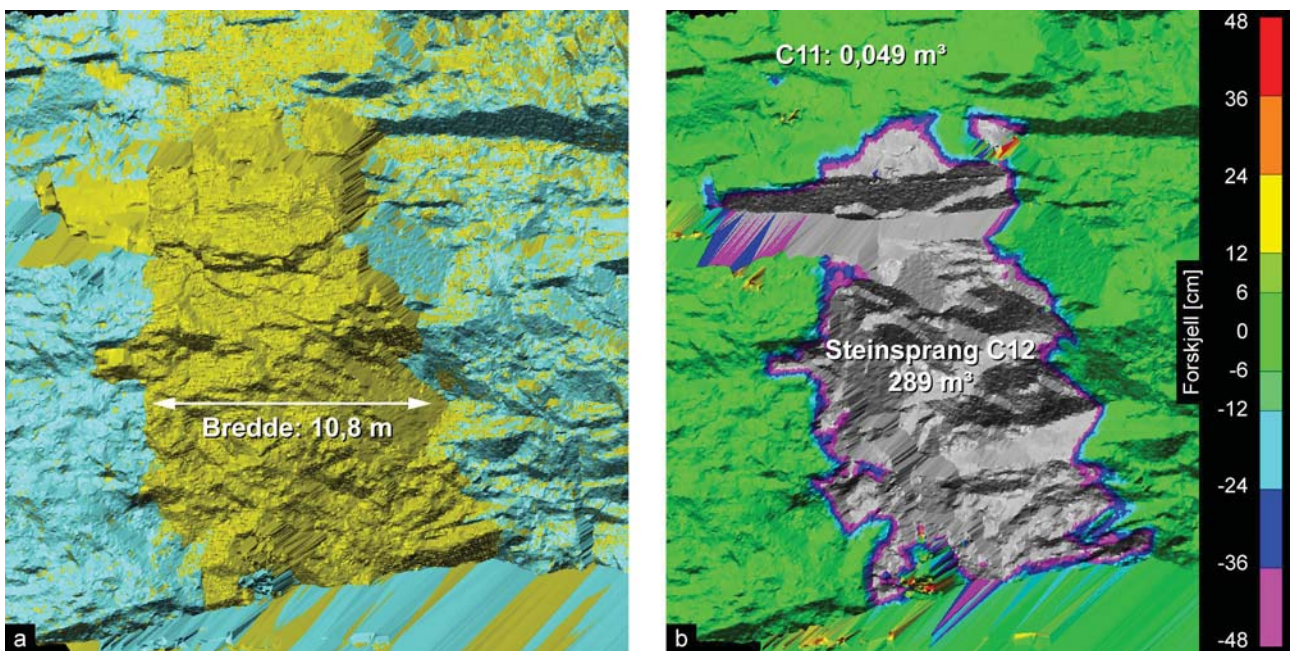 Bredde: 10,8 m
a
C11: 0,049 m³
Steinsprang C12
289 m³
b
Forskjell [cm]
48
36
24
12
6
0
-6
-12
-24
-36
-48